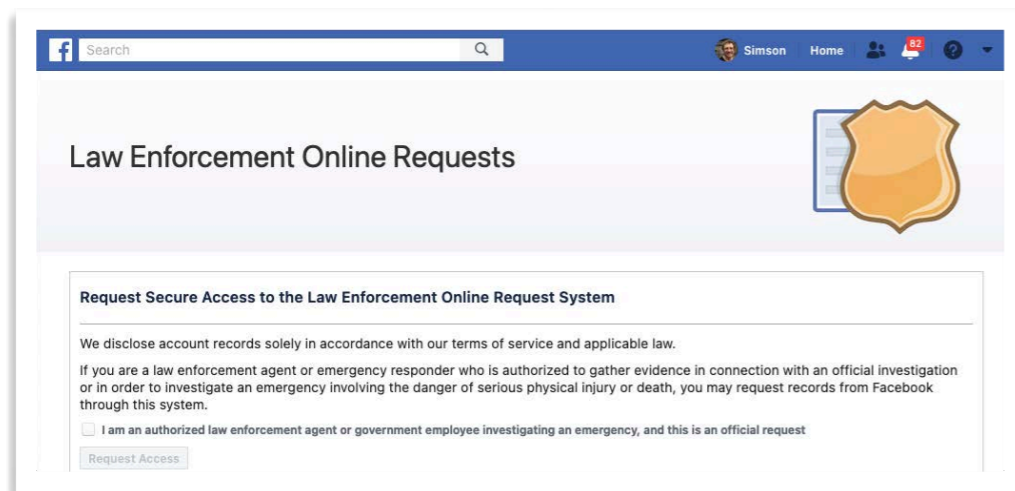 f Search Simson Home 82 ?
Law Enforcement Online Requests
Request Secure Access to the Law Enforcement Online Request System
We disclose account records solely in accordance with our terms of service and applicable law.
If you are a law enforcement agent or emergency responder who is authorized to gather evidence in connection with an official investigation
or in order to investigate an emergency involving the danger of serious physical injury or death, you may request records from Facebook
through this system.
I am an authorized law enforcement agent or government employee investigating an emergency, and this is an official request
Request Access